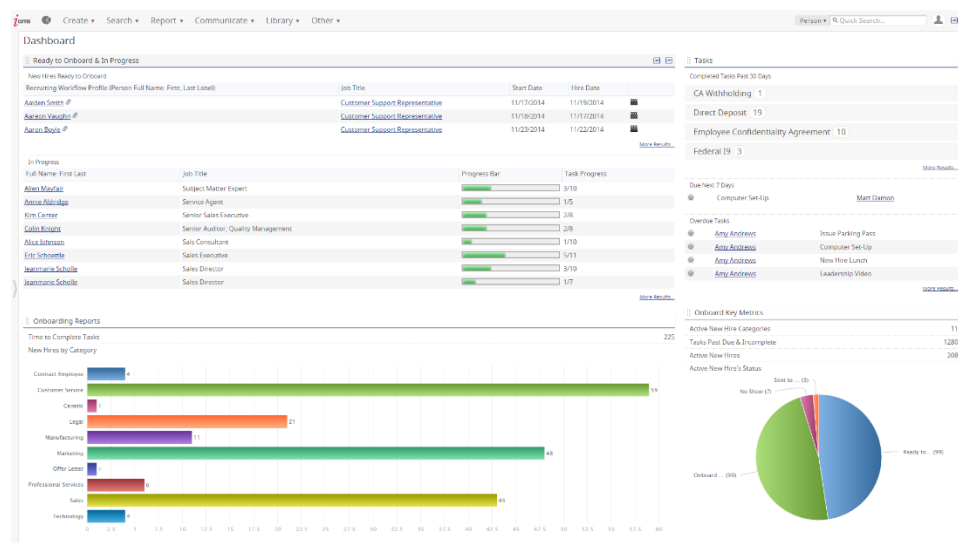 icims Create Search Report Communicate Library Other Person Quick Search...
Dashboard
Ready to Onboard & In Progress
New Hires Ready to Onboard
Recruiting Workflow Profile (Person Full Name: First, Last Label) Job Title Start Date Hire Date
Aaiden Smith Customer Support Representative 11/17/2014 11/19/2014
Aareon Vaughn Customer Support Representative 11/18/2014 11/17/2014
Aaron Boyle Customer Support Representative 11/23/2014 11/22/2014
More Results...
In Progress
Full Name: First Last Job Title Progress Bar Task Progress
Allen Mayfair Subject Matter Expert 3/10
Annie Aldridge Service Agent 1/5
Kim Center Senior Sales Executive 2/8
Colin Knight Senior Auditor, Quality Management 2/8
Alice Johnson Sals Consultant 1/10
Eric Schoettle Sales Executive 5/11
Jeanmarie Scholle Sales Director 3/10
Jeanmarie Scholle Sales Director 1/7
More Results...
Onboarding Reports
Time to Complete Tasks 225
New Hires by Category
Contract Employee 4
Customer Service 59
Generic 1
Legal 21
Manufacturing 11
Marketing 48
Offer Letter 1
Professional Services 6
Sales 43
Technology 4
0 2.5 5 7.5 10 12.5 15 17.5 20 22.5 25 27.5 30 32.5 35 37.5 40 42.5 45 47.5 50 52.5 55 57.5 60
Tasks
Completed Tasks Past 30 Days
CA Withholding 1
Direct Deposit 19
Employee Confidentiality Agreement 10
Federal I9 3
More Results...
Due Next 7 Days
Computer Set-Up Matt Damon
Overdue Tasks
Amy Andrews Issue Parking Pass
Amy Andrews Computer Set-Up
Amy Andrews New Hire Lunch
Amy Andrews Leadership Video
More Results...
Onboard Key Metrics
Active New Hire Categories 11
Tasks Past Due & Incomplete 1280
Active New Hires 208
Active New Hire's Status
Sent to ... (3)
No Show (7)
Ready to ... (99)
Onboard ... (99)